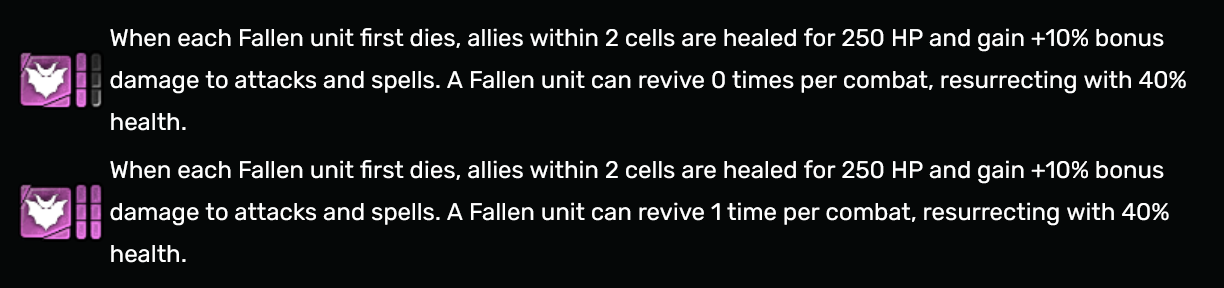 When each Fallen unit first dies, allies within 2 cells are healed for 250 HP and gain +10% bonus
damage to attacks and spells. A Fallen unit can revive 0 times per combat, resurrecting with 40%
health.
When each Fallen unit first dies, allies within 2 cells are healed for 250 HP and gain +10% bonus
damage to attacks and spells. A Fallen unit can revive 1 time per combat, resurrecting with 40%
health.